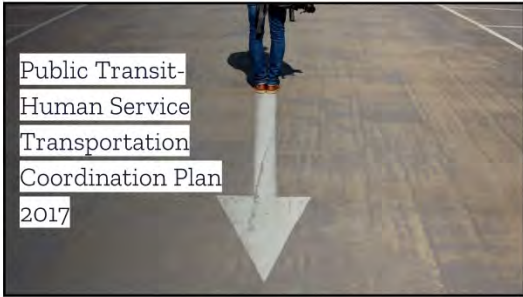 Public Transit-
Human Service
Transportation
Coordination Plan
2017